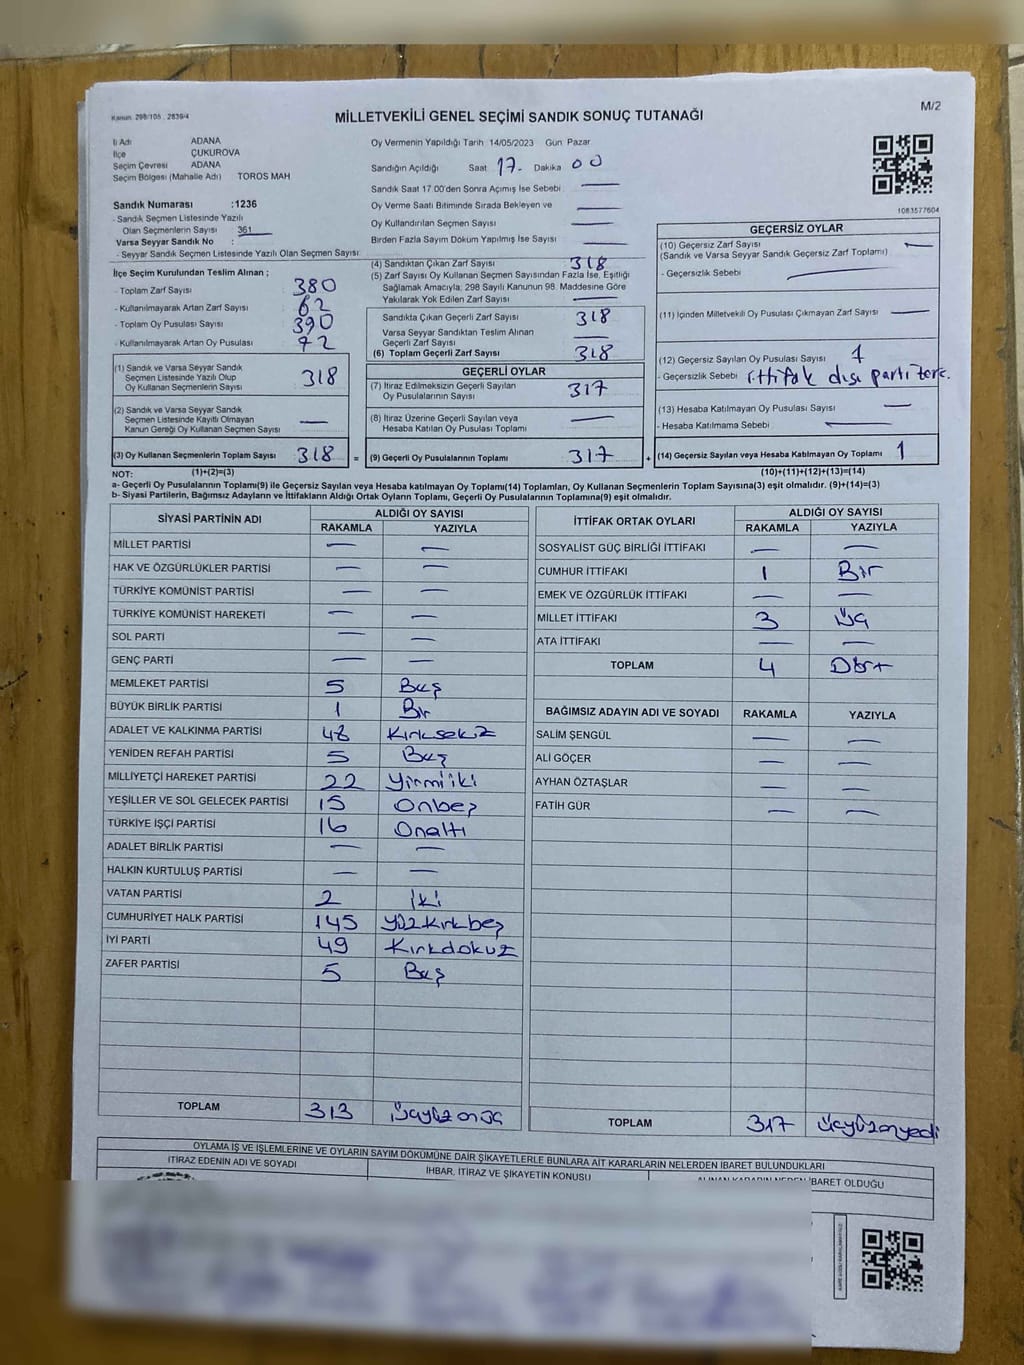 Kanun. 298/105 , 2839/4
MİLLETVEKİLİ GENEL SEÇİMİ SANDIK SONUÇ TUTANAĞI
M/2
İl Adı ADANA
İlçe ÇUKUROVA
Seçim Çevresi ADANA
Seçim Bölgesi (Mahalle Adı) TOROS MAH
Sandık Numarası :1236
- Sandık Seçmen Listesinde Yazılı
Olan Seçmenlerin Sayısı 361
Varsa Seyyar Sandık No :
- Seyyar Sandık Seçmen Listesinde Yazılı Olan Seçmen Sayısı:
Oy Vermenin Yapıldığı Tarih 14/05/2023 Gün Pazar
Sandığın Açıldığı Saat 17. Dakika 00
Sandık Saat 17.00'den Sonra Açımış İse Sebebi —
Oy Verme Saati Bitiminde Sırada Bekleyen ve —
Oy Kullandırılan Seçmen Sayısı —
Birden Fazla Sayım Döküm Yapılmış İse Sayısı —
1083577604
İlçe Seçim Kurulundan Teslim Alınan ;
- Toplam Zarf Sayısı 380
- Kullanılmayarak Artan Zarf Sayısı 62
- Toplam Oy Pusulası Sayısı 390
- Kullanılmayarak Artan Oy Pusulası 72
(1) Sandık ve Varsa Seyyar Sandık
Seçmen Listesinde Yazılı Olup
Oy Kullanan Seçmenlerin Sayısı 318
(2) Sandık ve Varsa Seyyar Sandık
Seçmen Listesinde Kayıtlı Olmayan
Kanun Gereği Oy Kullanan Seçmen Sayısı —
(3) Oy Kullanan Seçmenlerin Toplam Sayısı 318 =
(4) Sandıktan Çıkan Zarf Sayısı 318
(5) Zarf Sayısı Oy Kullanan Seçmen Sayısından Fazla İse, Eşitliği
Sağlamak Amacıyla, 298 Sayılı Kanunun 98. Maddesine Göre
Yakılarak Yok Edilen Zarf Sayısı —
Sandıkta Çıkan Geçerli Zarf Sayısı 318
Varsa Seyyar Sandıktan Teslim Alınan
Geçerli Zarf Sayısı —
(6) Toplam Geçerli Zarf Sayısı 318
GEÇERLİ OYLAR
(7) İtiraz Edilmeksizin Geçerli Sayılan
Oy Pusulalarının Sayısı 317
(8) İtiraz Üzerine Geçerli Sayılan veya
Hesaba Katılan Oy Pusulası Toplamı —
(9) Geçerli Oy Pusulalarının Toplamı 317 +
GEÇERSİZ OYLAR
(10) Geçersiz Zarf Sayısı —
(Sandık ve Varsa Seyyar Sandık Geçersiz Zarf Toplamı)
- Geçersizlik Sebebi —
(11) İçinden Milletvekili Oy Pusulası Çıkmayan Zarf Sayısı —
(12) Geçersiz Sayılan Oy Pusulası Sayısı 1
- Geçersizlik Sebebi ittifak dışı parti terc.
(13) Hesaba Katılmayan Oy Pusulası Sayısı —
- Hesaba Katılmama Sebebi —
(14) Geçersiz Sayılan veya Hesaba Katılmayan Oy Toplamı 1
NOT: (1)+(2)=(3) (10)+(11)+(12)+(13)=(14)
a- Geçerli Oy Pusulasının Toplamı(9) ile Geçersiz Sayılan veya Hesaba katılmayan Oy Toplamı(14) Toplamları, Oy Kullanan Seçmenlerin Toplam Sayısına(3) eşit olmalıdır. (9)+(14)=(3)
b- Siyasi Partilerin, Bağımsız Adayların ve İttifakların Aldığı Ortak Oyların Toplamı, Geçerli Oy Pusulalarının Toplamına(9) eşit olmalıdır.
SİYASİ PARTİNİN ADI ALDIĞI OY SAYISI
RAKAMLA YAZIYLA
MİLLET PARTİSİ — —
HAK VE ÖZGÜRLÜKLER PARTİSİ — —
TÜRKİYE KOMÜNİST PARTİSİ — —
TÜRKİYE KOMÜNİST HAREKETİ — —
SOL PARTİ — —
GENÇ PARTİ — —
MEMLEKET PARTİSİ 5 Beş
BÜYÜK BİRLİK PARTİSİ 1 Bir
ADALET VE KALKINMA PARTİSİ 48 Kırksekiz
YENİDEN REFAH PARTİSİ 5 Beş
MİLLİYETÇİ HAREKET PARTİSİ 22 Yirmiiki
YEŞİLLER VE SOL GELECEK PARTİSİ 15 Onbeş
TÜRKİYE İŞÇİ PARTİSİ 16 Onaltı
ADALET BİRLİK PARTİSİ — —
HALKIN KURTULUŞ PARTİSİ — —
VATAN PARTİSİ 2 İki
CUMHURİYET HALK PARTİSİ 145 Yüzkırkbeş
İYİ PARTİ 49 Kırkdokuz
ZAFER PARTİSİ 5 Beş
TOPLAM 313 Üçyüzonüç
İTTİFAK ORTAK OYLARI ALDIĞI OY SAYISI
RAKAMLA YAZIYLA
SOSYALİST GÜÇ BİRLİĞİ İTTİFAKI — —
CUMHUR İTTİFAKI 1 Bir
EMEK VE ÖZGÜRLÜK İTTİFAKI — —
MİLLET İTTİFAKI 3 Üç
ATA İTTİFAKI — —
TOPLAM 4 Dört
BAĞIMSIZ ADAYIN ADI VE SOYADI RAKAMLA YAZIYLA
SALİM ŞENGÜL — —
ALİ GÖÇER — —
AYHAN ÖZTAŞLAR — —
FATİH GÜR — —
TOPLAM 317 Üçyüzonyedi
OYLAMA İŞ VE İŞLEMLERİNE VE OYLARIN SAYIM DÖKÜMÜNE DAİR ŞİKAYETLERLE BUNLARA AİT KARARLARIN NELERDEN İBARET BULUNDUKLARI
İTİRAZ EDENİN ADI VE SOYADI İHBAR, İTİRAZ VE ŞİKAYETİN KONUSU İBARET OLDUĞU